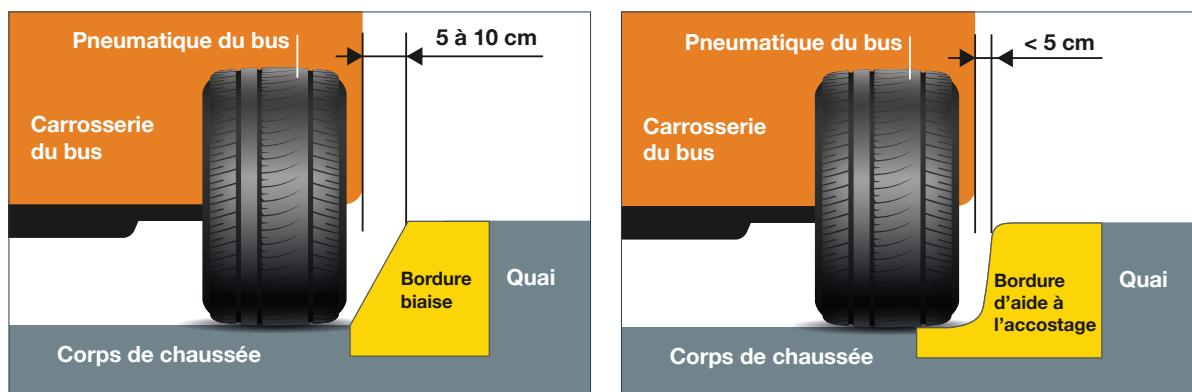 Pneumatique du bus
5 à 10 cm
Carrosserie
du bus
Bordure
biaise
Quai
Corps de chaussée
Pneumatique du bus
< 5 cm
Carrosserie
du bus
Bordure
d'aide à
l'accostage
Quai
Corps de chaussée